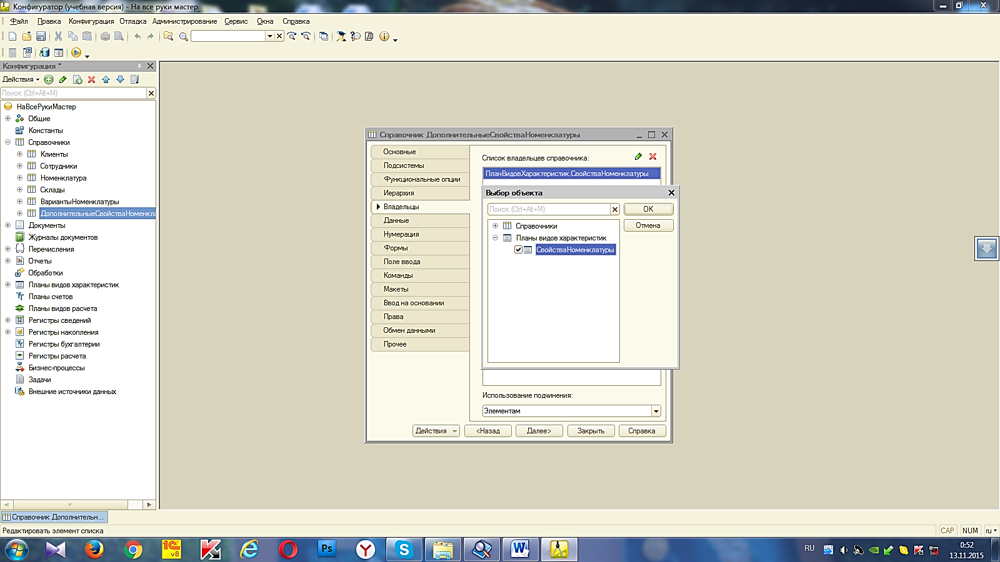 Конфигуратор (учебная версия) - На все руки мастер
Файл Правка Конфигурация Отладка Администрирование Сервис Окна Справка
Конфигурация *
Действия
Поиск (Ctrl+Alt+M)
НаВсеРукиМастер
Общие
Константы
Справочники
Клиенты
Сотрудники
Номенклатура
Склады
ВариантыНоменклатуры
ДополнительныеСвойстваНоменкла
Документы
Журналы документов
Перечисления
Отчеты
Обработки
Планы видов характеристик
Планы счетов
Планы видов расчета
Регистры сведений
Регистры накопления
Регистры бухгалтерии
Регистры расчета
Бизнес-процессы
Задачи
Внешние источники данных
Справочник ДополнительныеСвойстваНоменклатуры
Основные
Подсистемы
Функциональные опции
Иерархия
Владельцы
Данные
Нумерация
Формы
Поле ввода
Команды
Макеты
Ввод на основании
Права
Обмен данными
Прочее
Список владельцев справочника:
ПланВидовХарактеристик.СвойстваНоменклатуры
Выбор объекта
Поиск (Ctrl+Alt+M)
OK
Отмена
Справочники
Планы видов характеристик
СвойстваНоменклатуры
Использование подчинения:
Элементам
Действия <Назад Далее> Закрыть Справка
Справочник Дополнительн...
Редактировать элемент списка
CAP NUM ru
1С v8
Ps
RU
0:52
13.11.2015